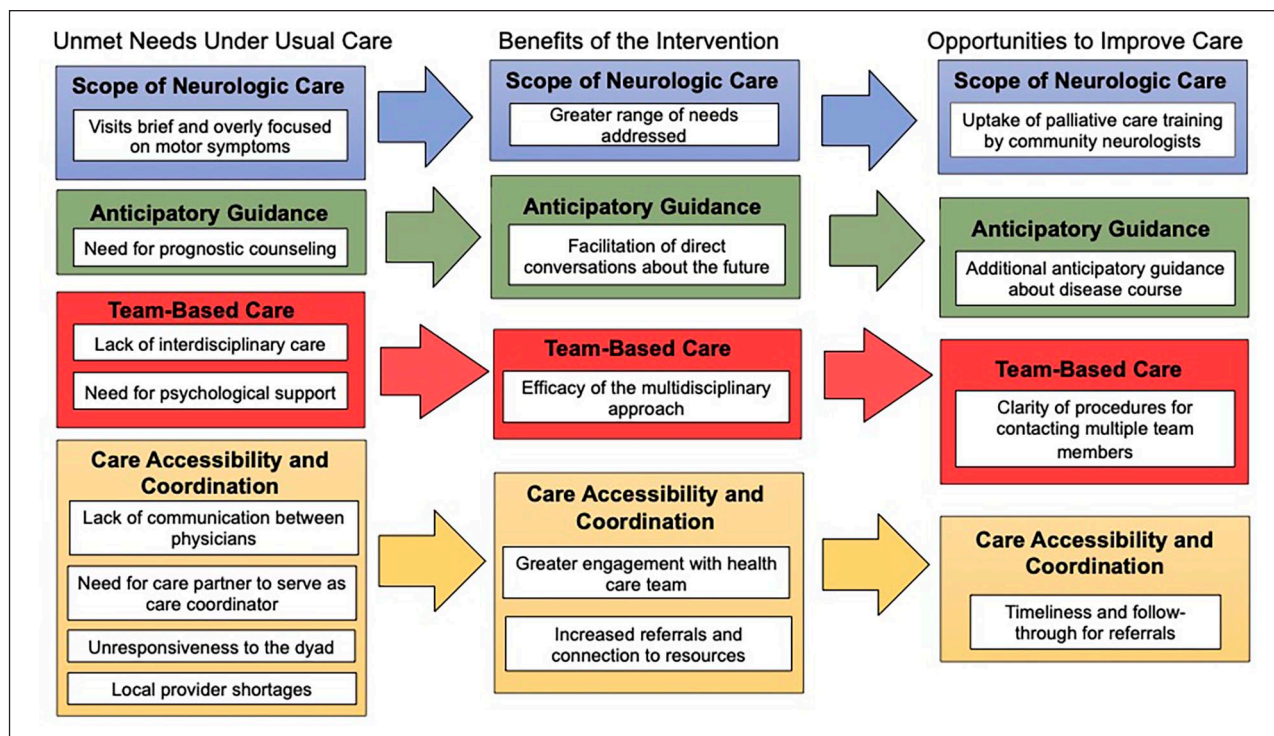 Unmet Needs Under Usual Care
Scope of Neurologic Care
Visits brief and overly focused
on motor symptoms
Anticipatory Guidance
Need for prognostic counseling
Team-Based Care
Lack of interdisciplinary care
Need for psychological support
Care Accessibility and
Coordination
Lack of communication between
physicians
Need for care partner to serve as
care coordinator
Unresponsiveness to the dyad
Local provider shortages
Benefits of the Intervention
Scope of Neurologic Care
Greater range of needs
addressed
Anticipatory Guidance
Facilitation of direct
conversations about the future
Team-Based Care
Efficacy of the multidisciplinary
approach
Care Accessibility and
Coordination
Greater engagement with health
care team
Increased referrals and
connection to resources
Opportunities to Improve Care
Scope of Neurologic Care
Uptake of palliative care training
by community neurologists
Anticipatory Guidance
Additional anticipatory guidance
about disease course
Team-Based Care
Clarity of procedures for
contacting multiple team
members
Care Accessibility and
Coordination
Timeliness and follow-
through for referrals